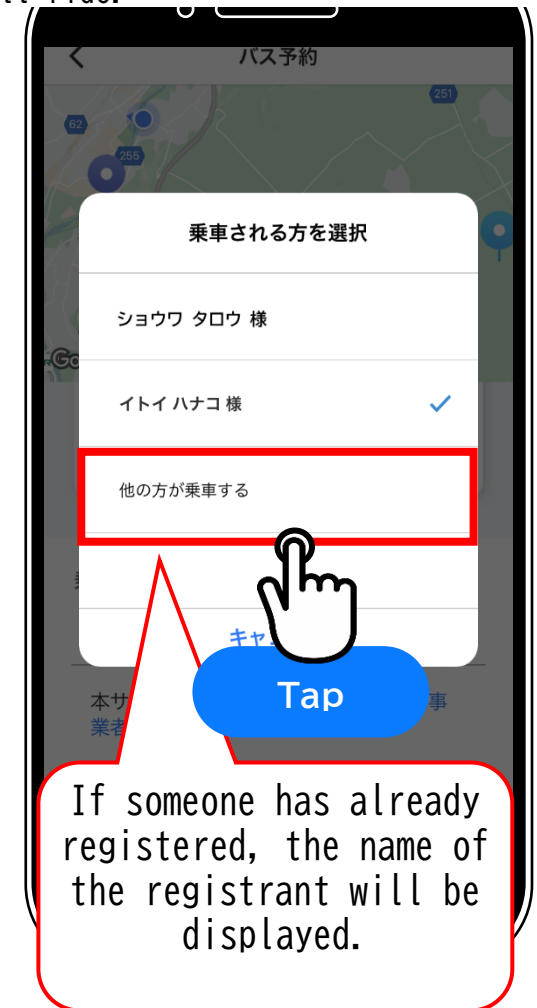 バス予約
251
62
255
乗車される方を選択
ショウワ タロウ 様
Go
イトイ ハナコ 様
他の方が乗車する
キャ
Tap
本サ
事
業者
If someone has already
registered, the name of
the registrant will be
displayed.